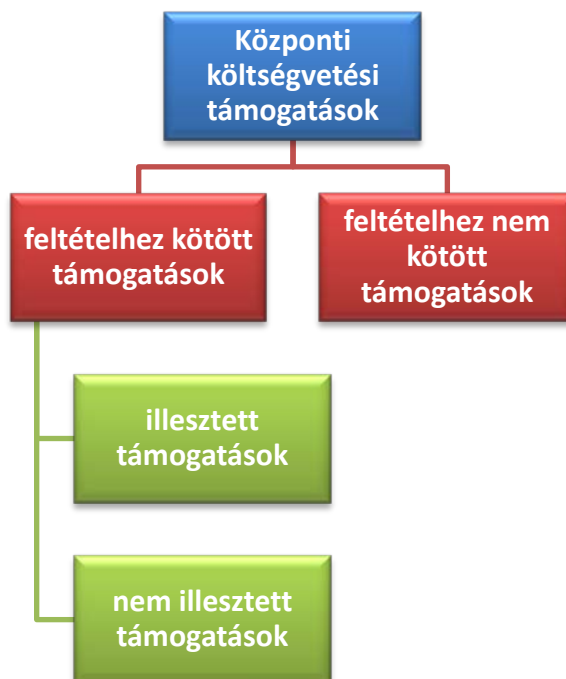 Központi
költségvetési
támogatások
feltételhez kötött
támogatások
feltételhez nem
kötött
támogatások
illesztett
támogatások
nem illesztett
támogatások